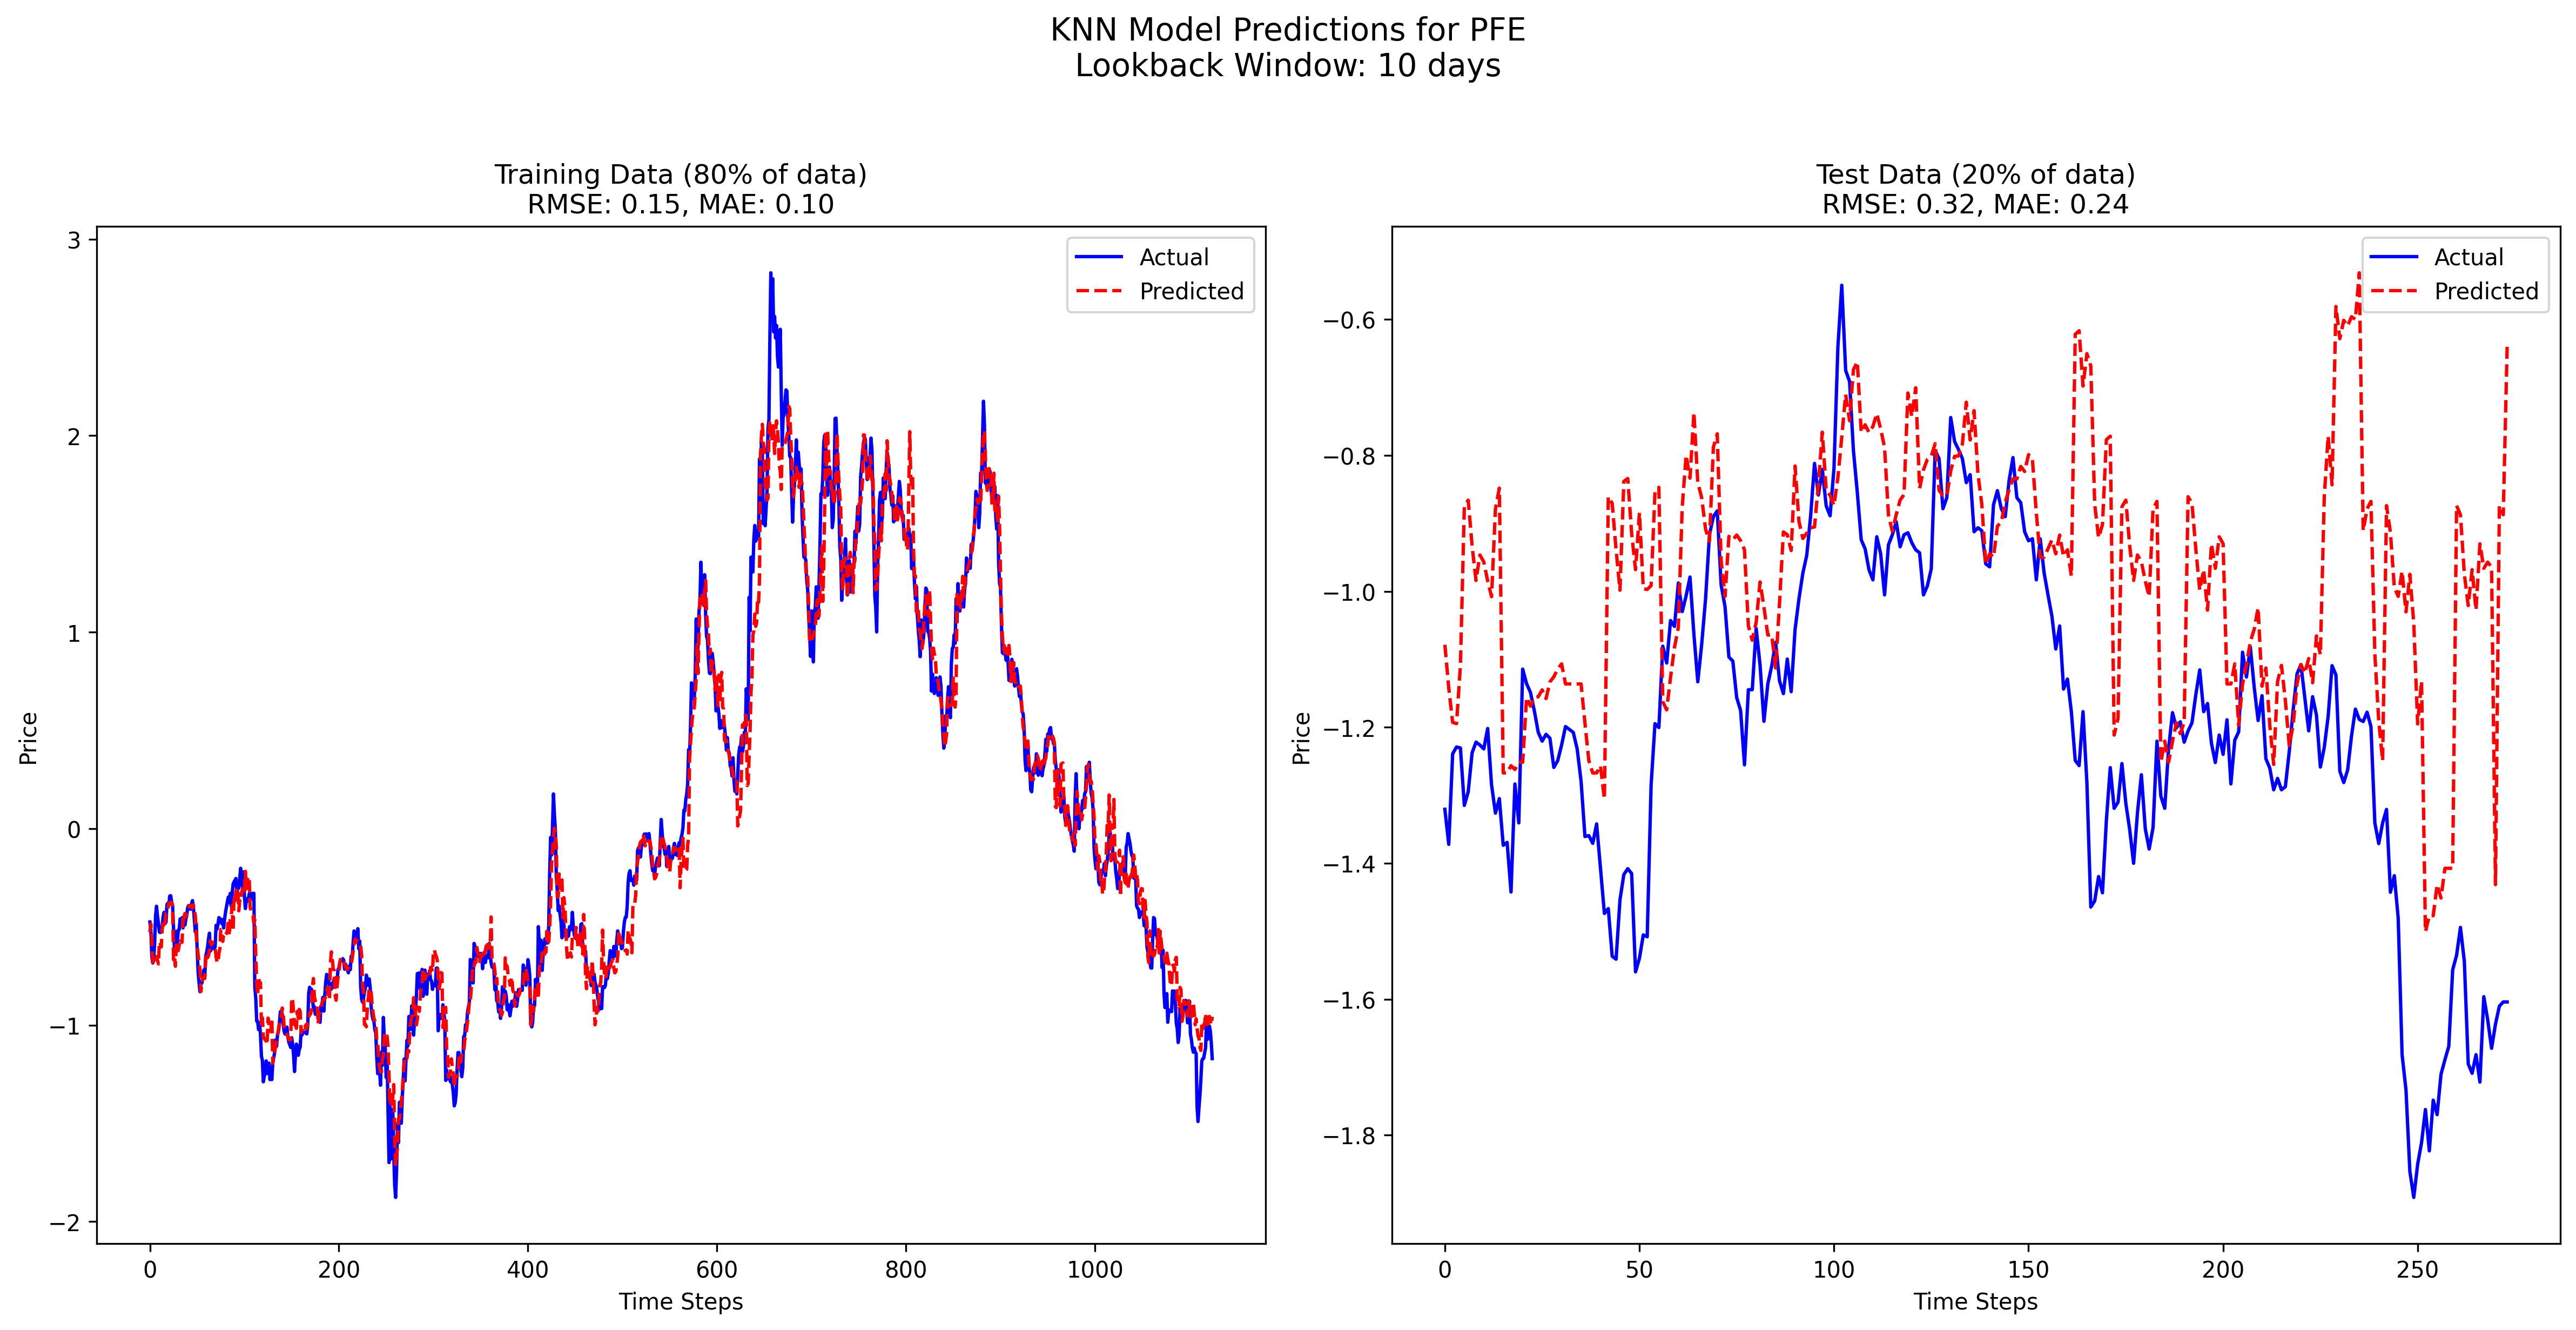 KNN Model Predictions for PFE
Lookback Window: 10 days
Training Data (80% of data)
RMSE: 0.15, MAE: 0.10
3
2
1
0
−1
−2
Price
0
200
400
600
800
1000
Time Steps
Actual
Predicted
Test Data (20% of data)
RMSE: 0.32, MAE: 0.24
−0.6
−0.8
−1.0
−1.2
−1.4
−1.6
−1.8
Price
0
50
100
150
200
250
Time Steps
Actual
Predicted